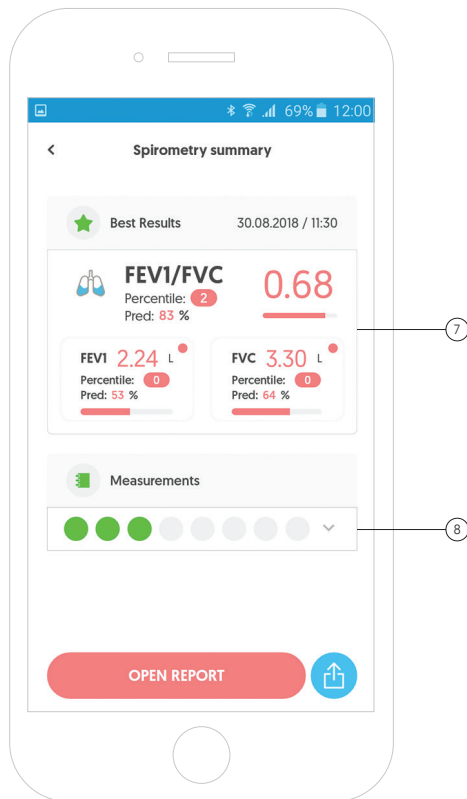 69% 12:00
Spirometry summary
Best Results 30.08.2018 / 11:30
FEV1/FVC 0.68
Percentile: 2
Pred: 83 %
FEV1 2.24 L
Percentile: 0
Pred: 53 %
FVC 3.30 L
Percentile: 0
Pred: 64 %
7
Measurements
8
OPEN REPORT